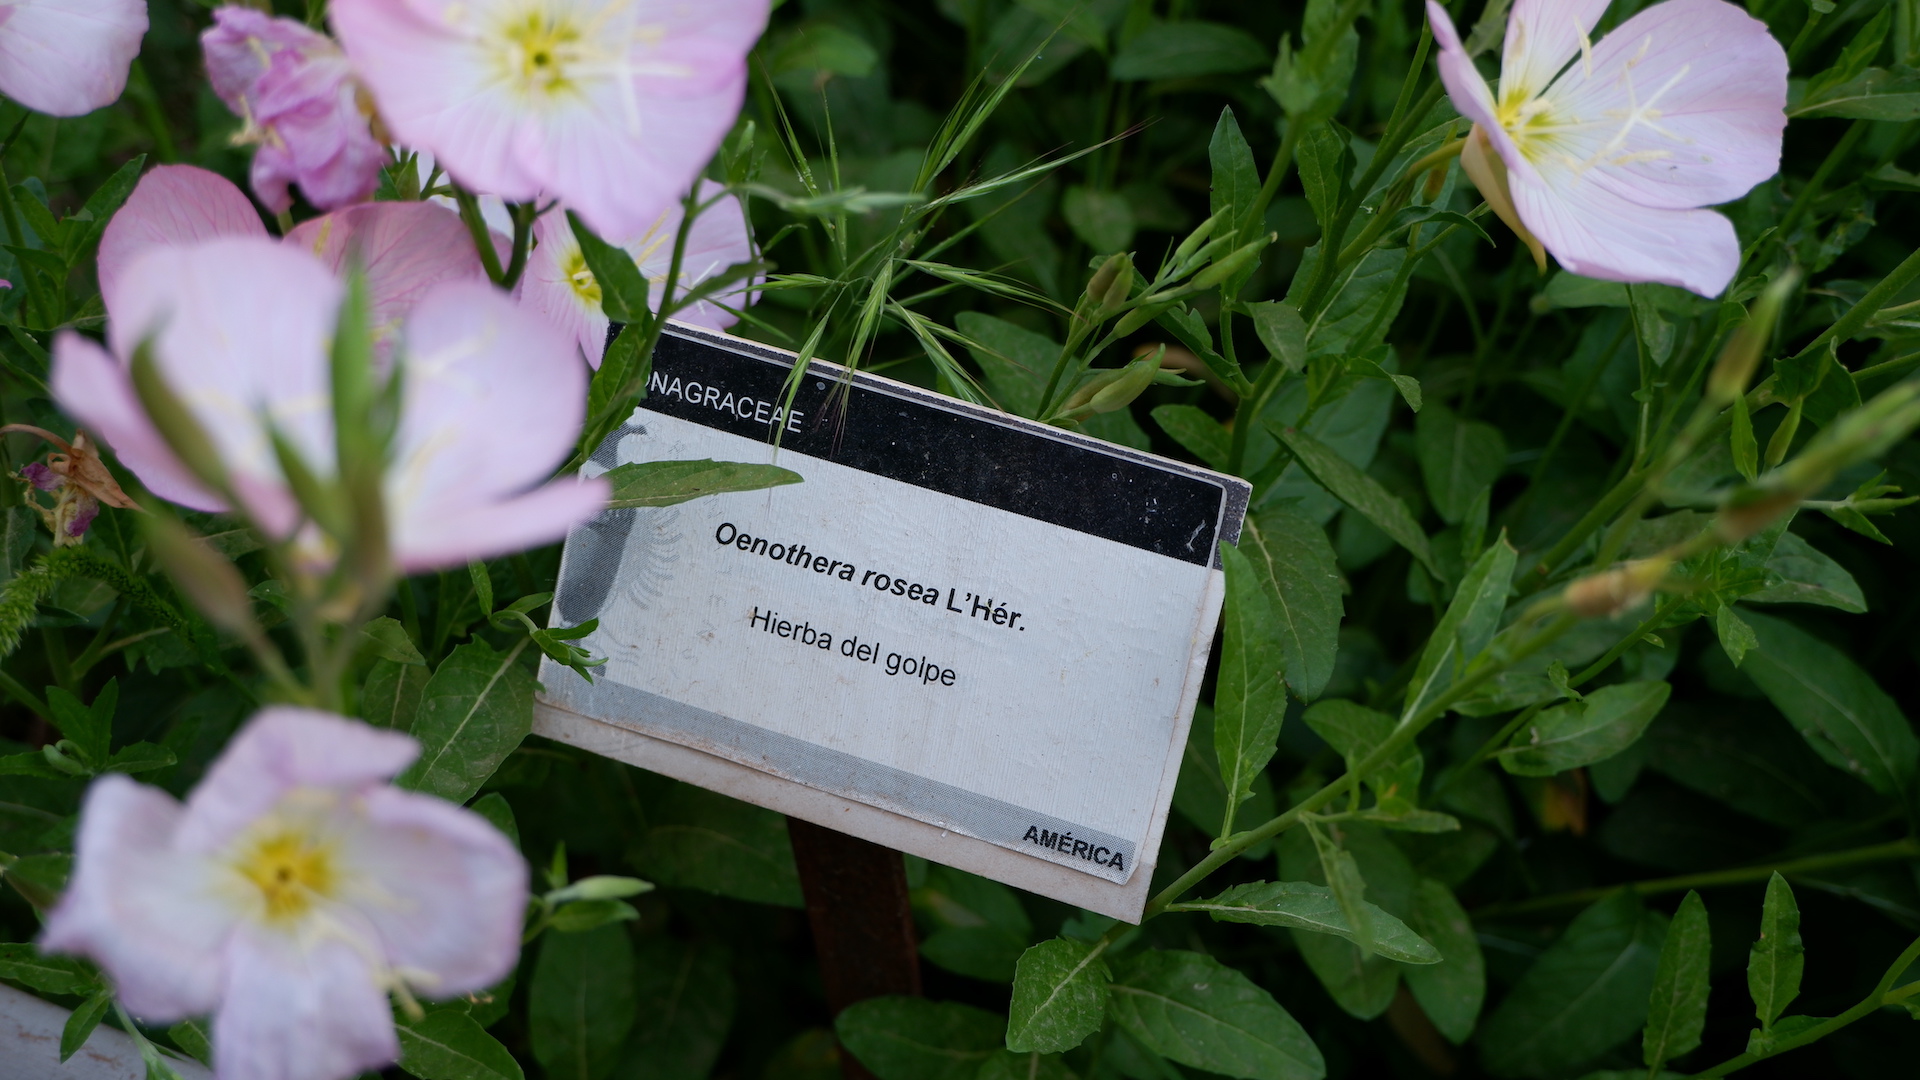 ONAGRACEAE
Oenothera rosea L'Hér.
Hierba del golpe
AMÉRICA